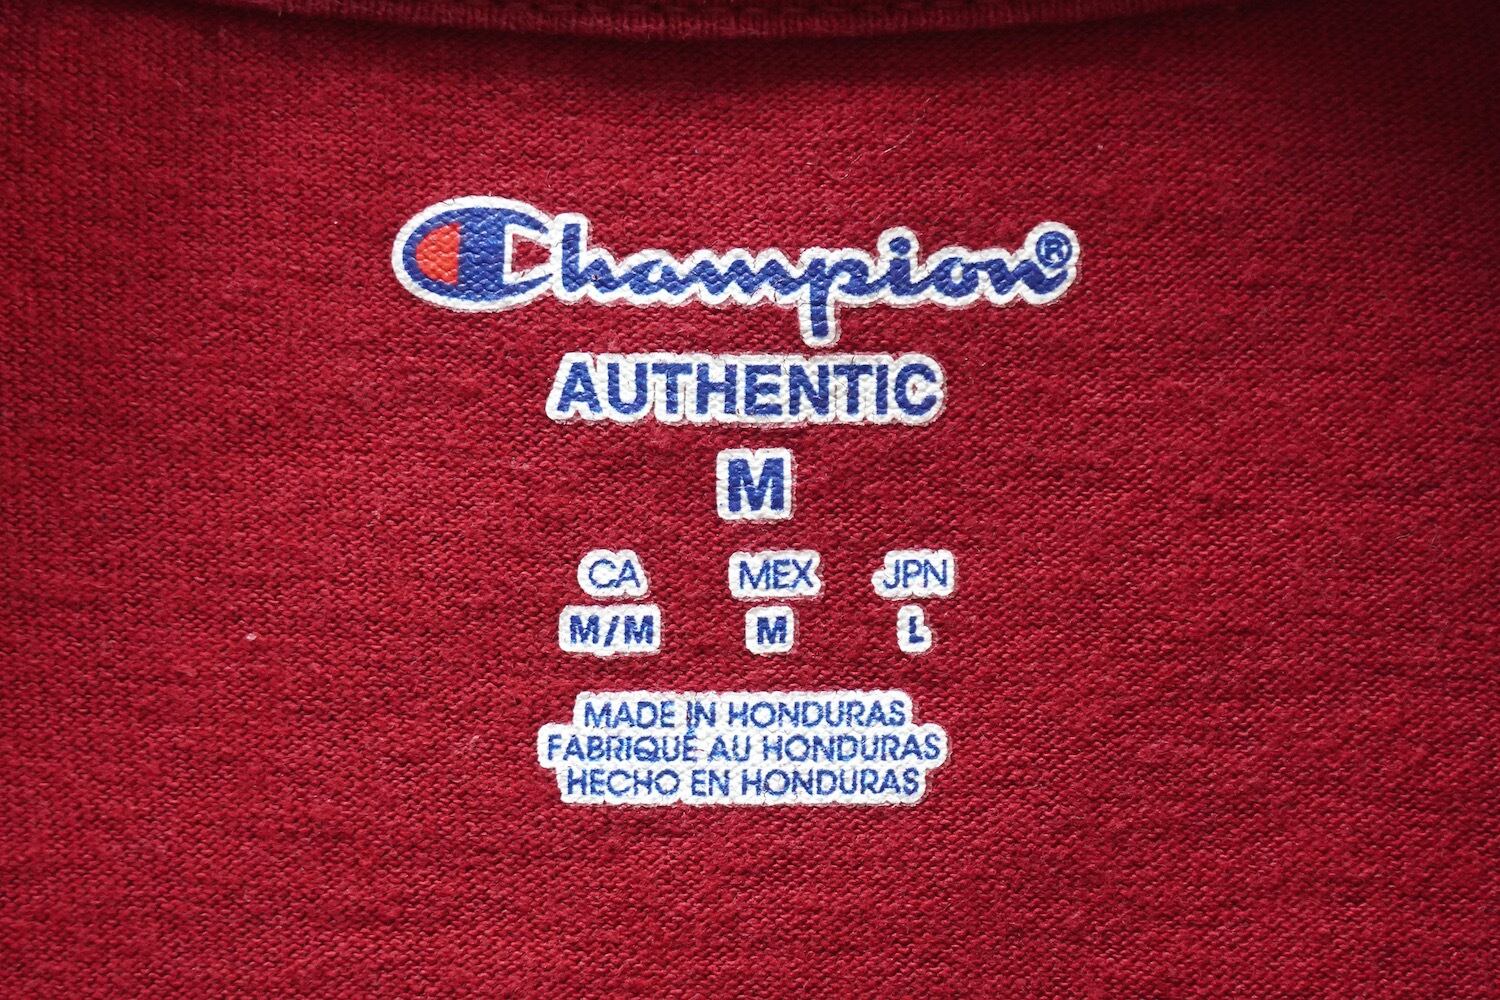 Champion®
AUTHENTIC
M
CA MEX JPN
M/M M L
MADE IN HONDURAS
FABRIQUÉ AU HONDURAS
HECHO EN HONDURAS